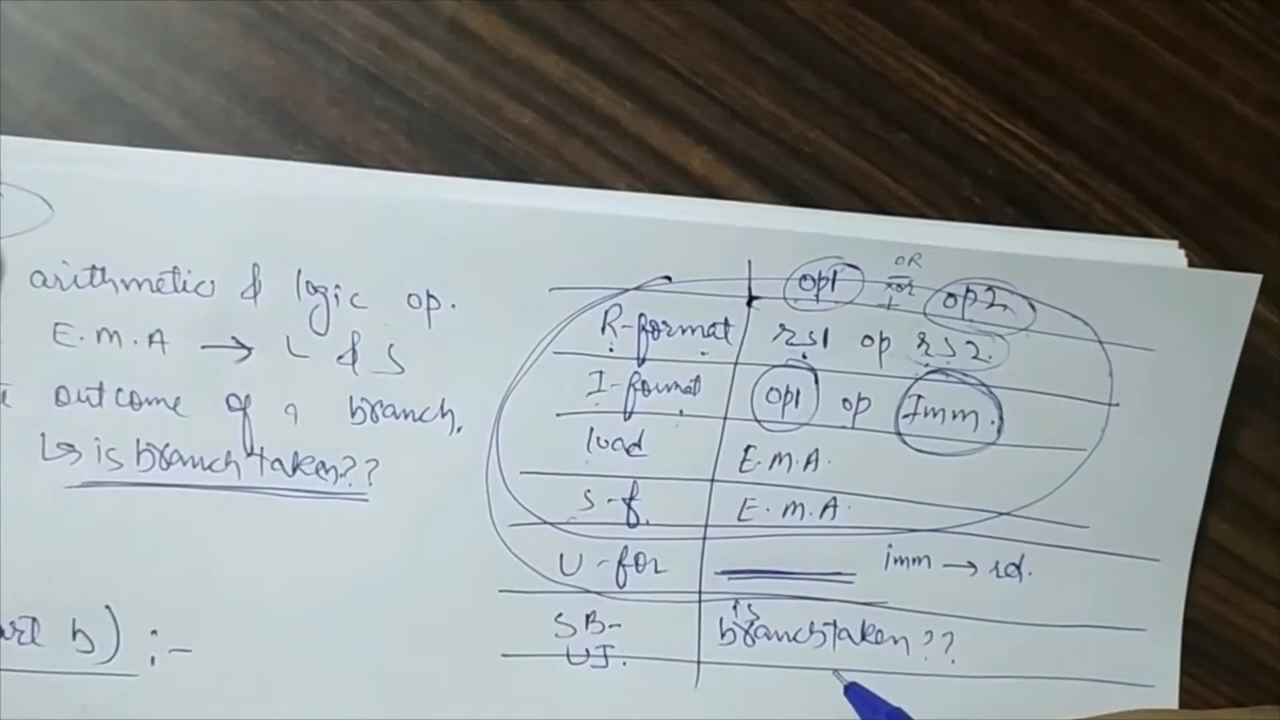 arithmetic & logic op.
E.M.A → L & S
outcome of a branch.
↳ is branch taken??
b) :-
op1 OR op2
R-format rs1 op rs2.
I-format op1 op Imm.
load E.M.A.
S-f. E.M.A.
U-for imm → rd.
SB- is branch taken??
UJ.